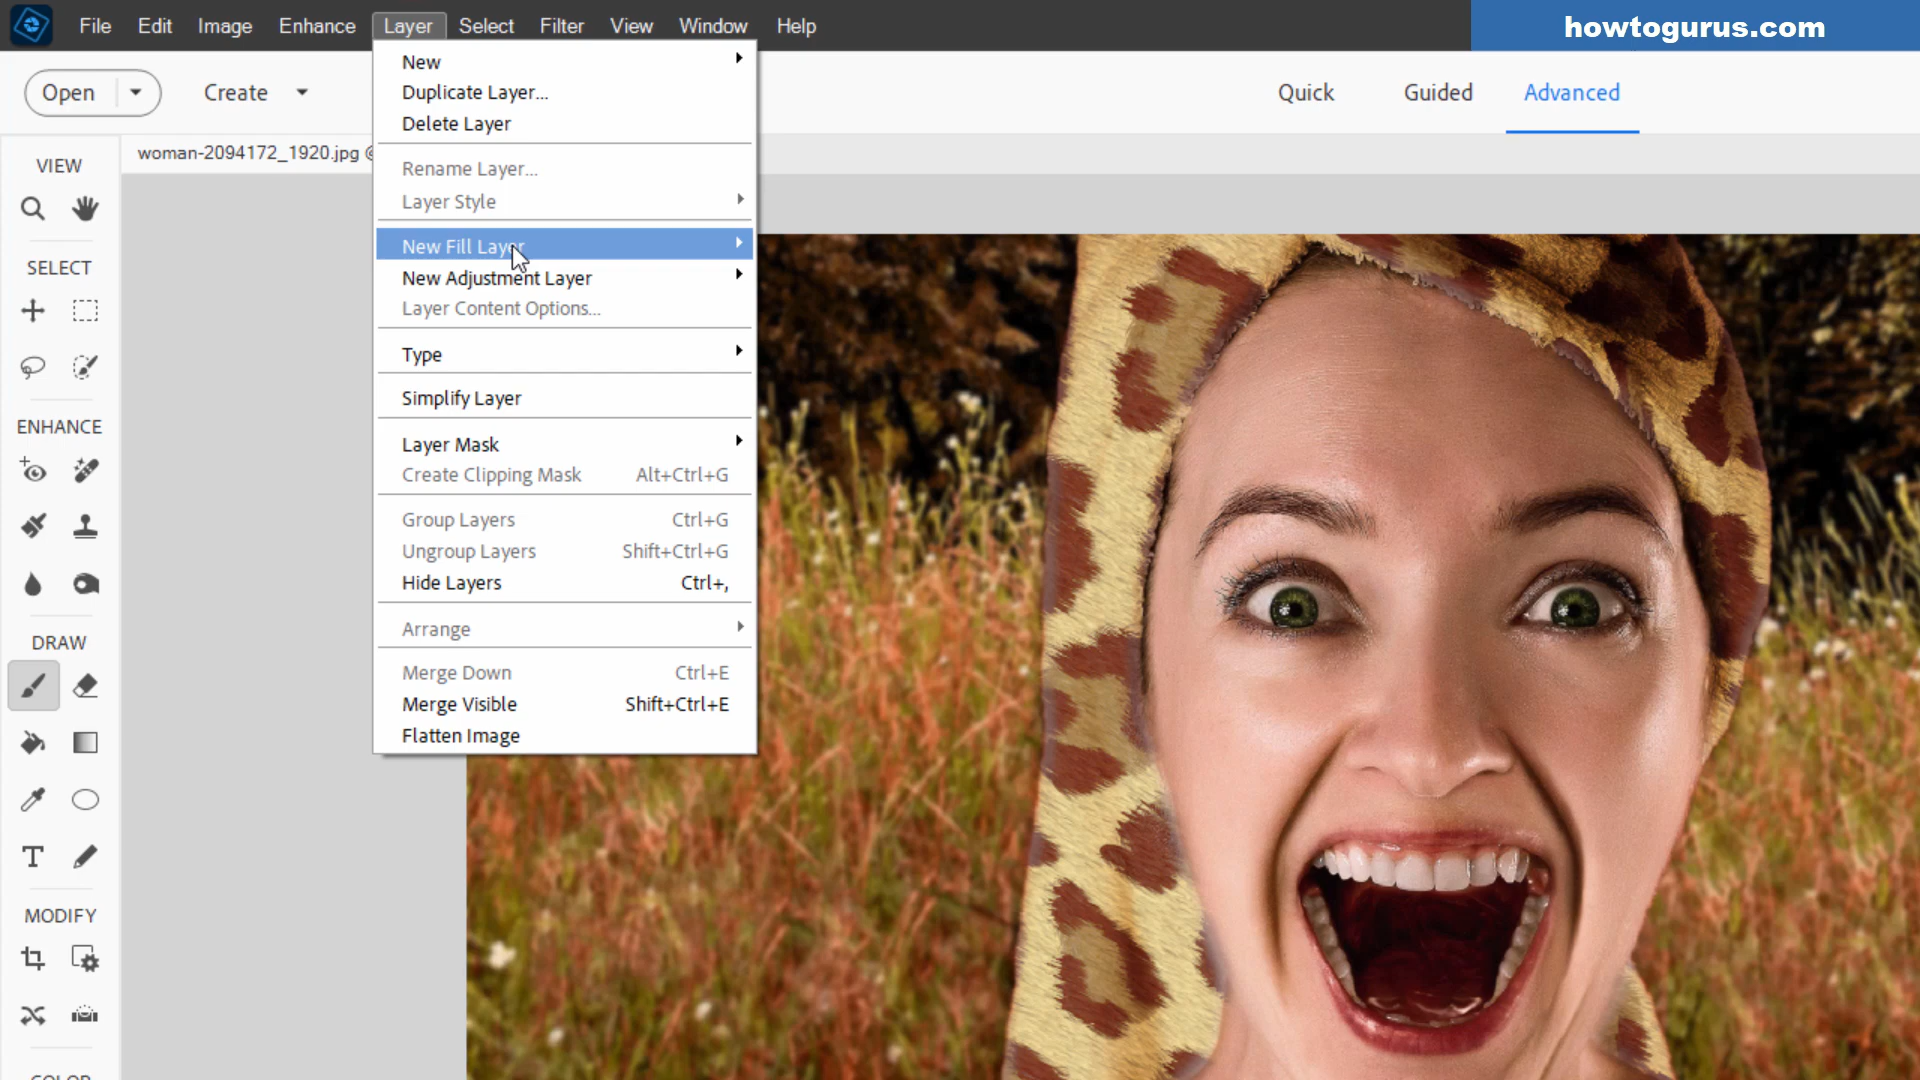 File Edit Image Enhance Layer Select Filter View Window Help
howtogurus.com
Open
Create
Quick Guided Advanced
woman-2094172_1920.jpg
VIEW
SELECT
ENHANCE
DRAW
MODIFY
New
Duplicate Layer...
Delete Layer
Rename Layer...
Layer Style
New Fill Layer
New Adjustment Layer
Layer Content Options...
Type
Simplify Layer
Layer Mask
Create Clipping Mask Alt+Ctrl+G
Group Layers Ctrl+G
Ungroup Layers Shift+Ctrl+G
Hide Layers Ctrl+,
Arrange
Merge Down Ctrl+E
Merge Visible Shift+Ctrl+E
Flatten Image